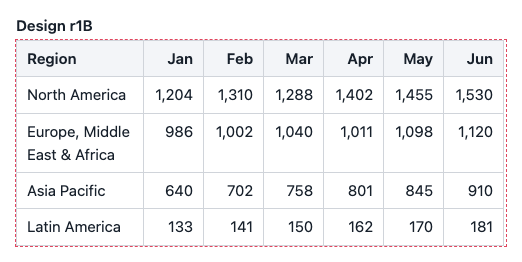 Design r1B
Region Jan Feb Mar Apr May Jun
North America 1,204 1,310 1,288 1,402 1,455 1,530
Europe, Middle 986 1,002 1,040 1,011 1,098 1,120
East & Africa
Asia Pacific 640 702 758 801 845 910
Latin America 133 141 150 162 170 181